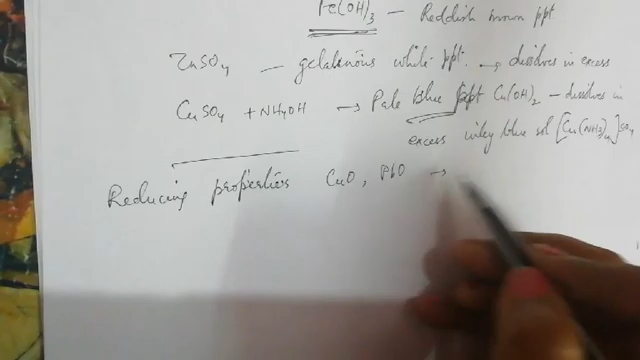 Fe(OH)3 — Reddish brown ppt
ZnSO4 — gelatinous white ppt. → dissolves in excess
CuSO4 + NH4OH → Pale blue ppt Cu(OH)2 — dissolves in
excess inky blue sol [Cu(NH3)4]SO4
Reducing properties CuO, PbO →